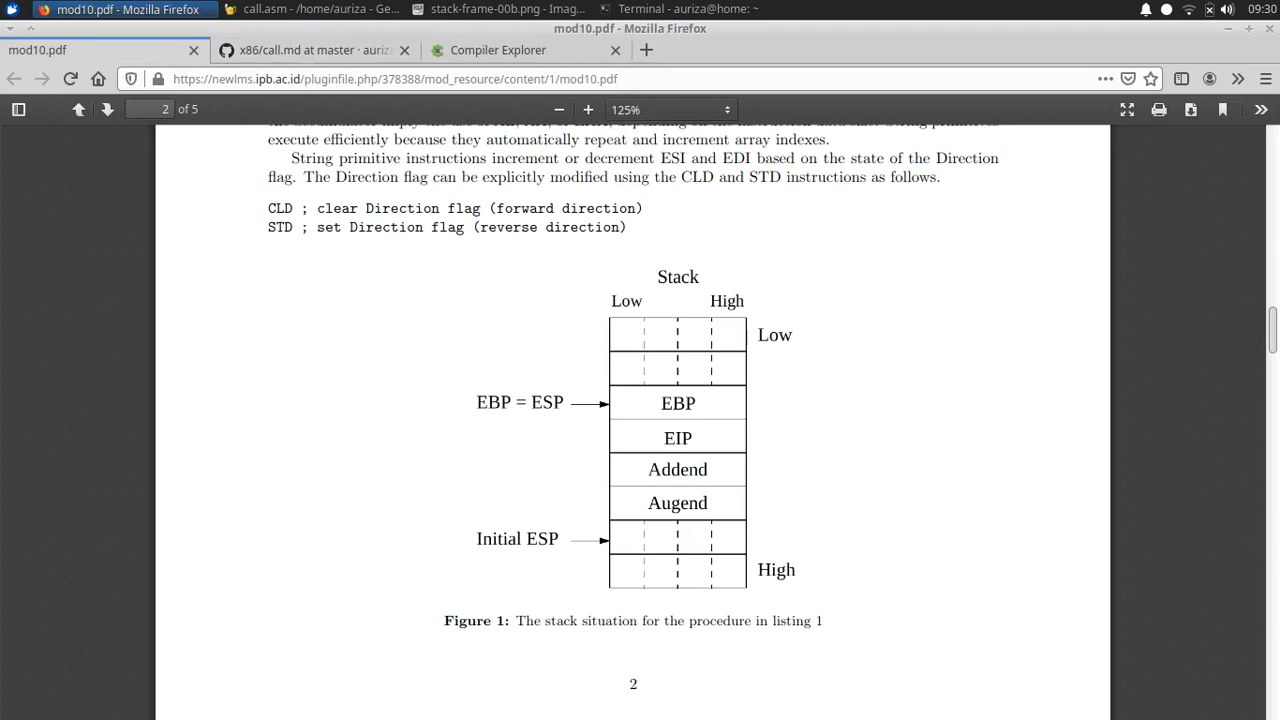 mod10.pdf - Mozilla Firefox
call.asm - /home/auriza - Ge...
stack-frame-00b.png - Imag...
Terminal - auriza@home: ~
09:30
mod10.pdf - Mozilla Firefox
mod10.pdf
x86/call.md at master · auriz
Compiler Explorer
https://newlms.ipb.ac.id/pluginfile.php/378388/mod_resource/content/1/mod10.pdf
2 of 5
125%
execute efficiently because they automatically repeat and increment array indexes.
String primitive instructions increment or decrement ESI and EDI based on the state of the Direction
flag. The Direction flag can be explicitly modified using the CLD and STD instructions as follows.
CLD ; clear Direction flag (forward direction)
STD ; set Direction flag (reverse direction)
Stack
Low High
Low
EBP = ESP
EBP
EIP
Addend
Augend
Initial ESP
High
Figure 1: The stack situation for the procedure in listing 1
2